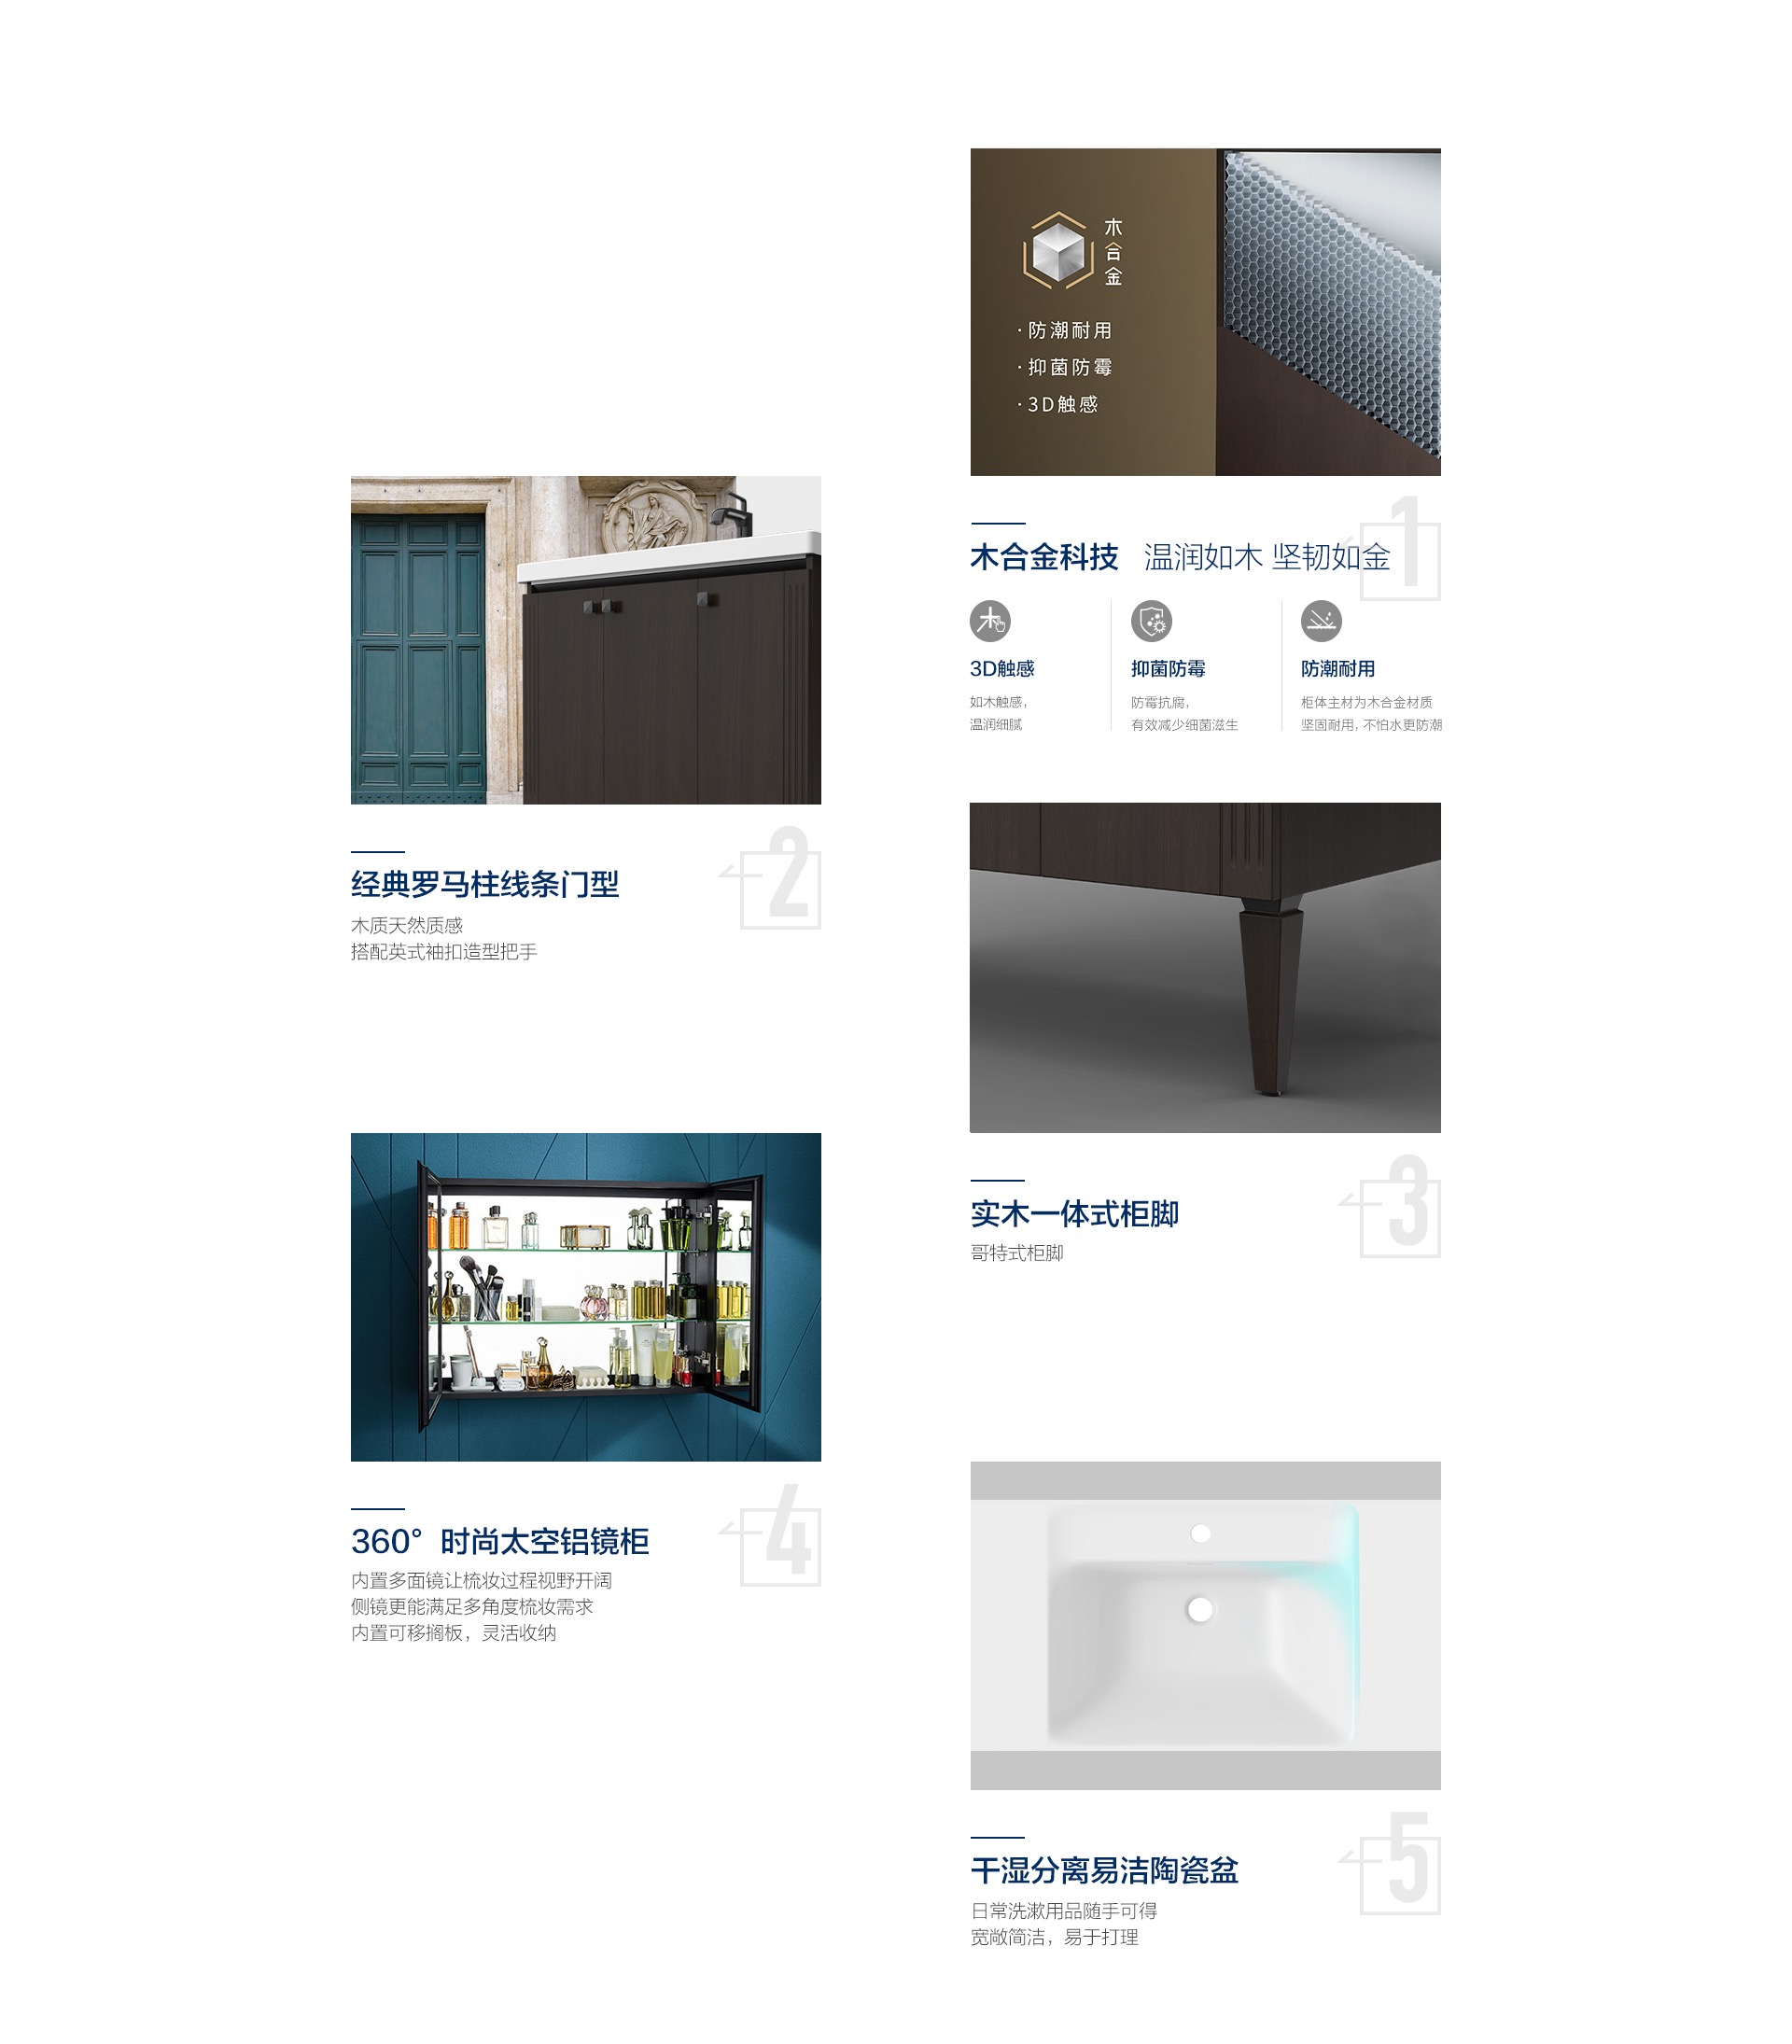 木合金
·防潮耐用
·抑菌防霉
·3D触感
1
木合金科技 温润如木 坚韧如金
3D触感
如木触感，
温润细腻
抑菌防霉
防霉抗腐，
有效减少细菌滋生
防潮耐用
柜体主材为木合金材质
坚固耐用，不怕水更防潮
2
经典罗马柱线条门型
木质天然质感
搭配英式袖扣造型把手
3
实木一体式柜脚
哥特式柜脚
4
360°时尚太空铝镜柜
内置多面镜让梳妆过程视野开阔
侧镜更能满足多角度梳妆需求
内置可移搁板，灵活收纳
5
干湿分离易洁陶瓷盆
日常洗漱用品随手可得
宽敞简洁，易于打理